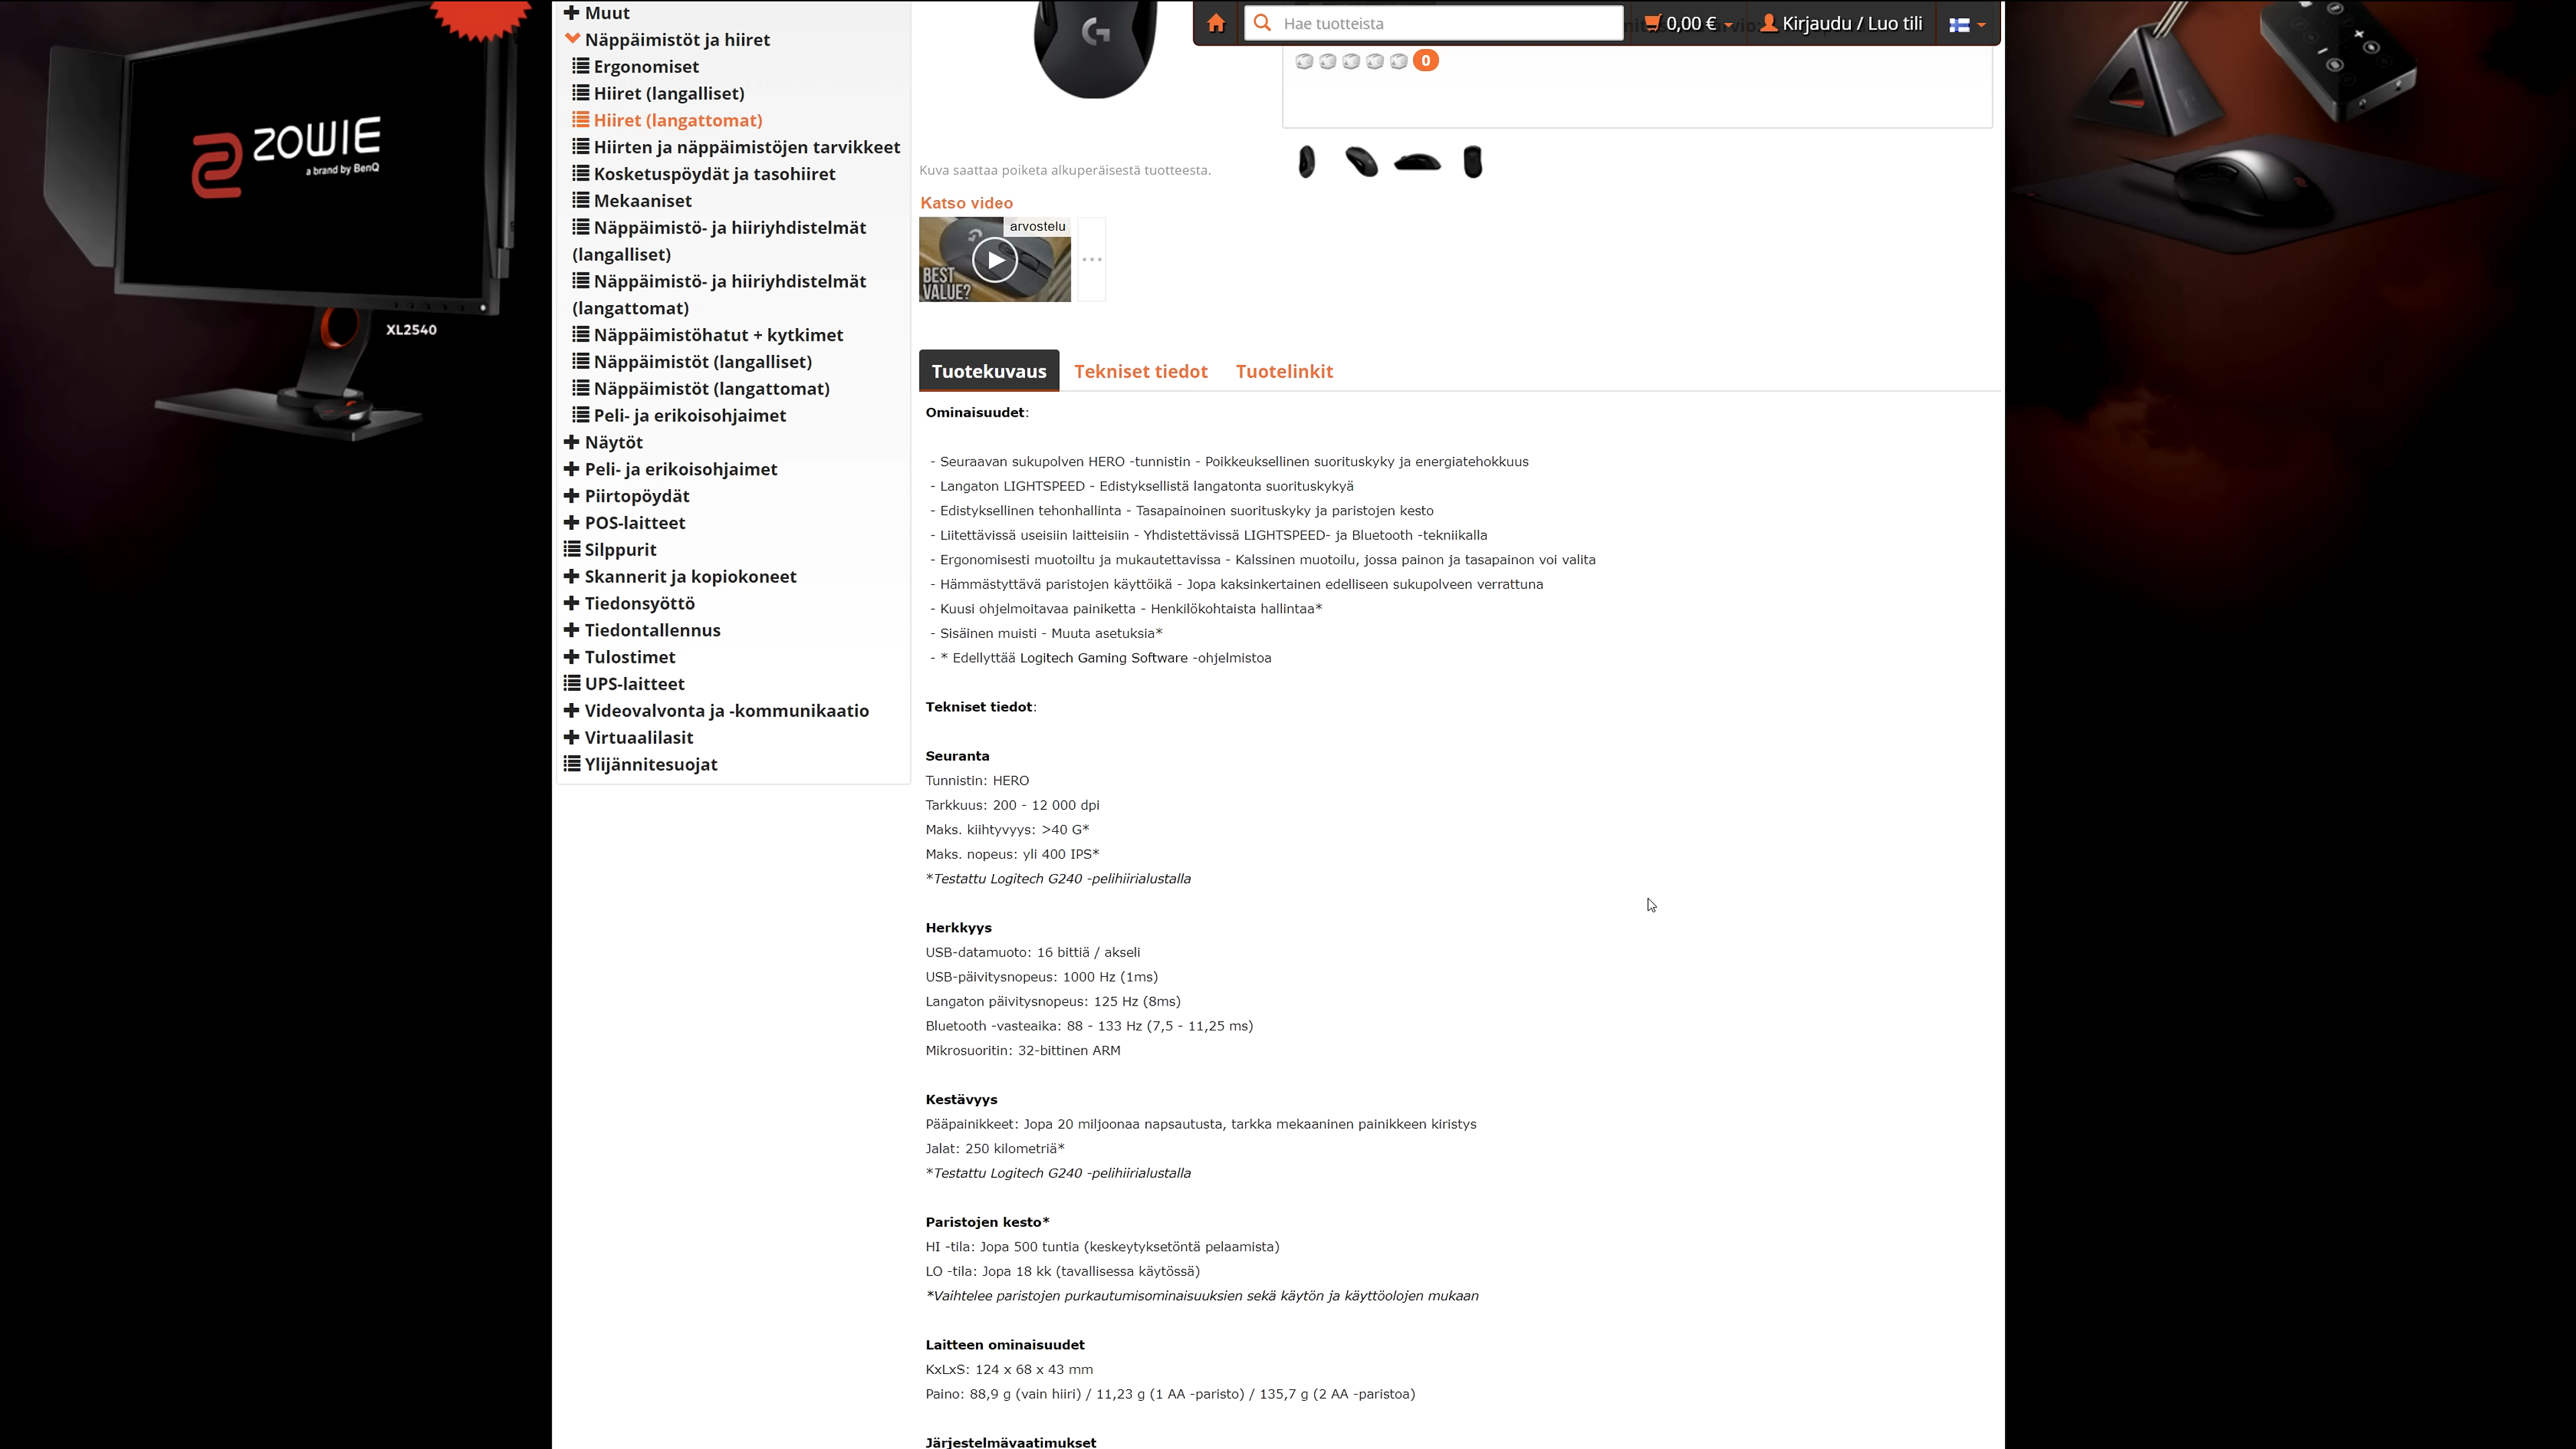 ZOWIE
a brand by BenQ
XL2540
Muut
Näppäimistöt ja hiiret
Ergonomiset
Hiiret (langalliset)
Hiiret (langattomat)
Hiirten ja näppäimistöjen tarvikkeet
Kosketuspöydät ja tasohiiret
Mekaaniset
Näppäimistö- ja hiiriyhdistelmät
(langalliset)
Näppäimistö- ja hiiriyhdistelmät
(langattomat)
Näppäimistöhatut + kytkimet
Näppäimistöt (langalliset)
Näppäimistöt (langattomat)
Peli- ja erikoisohjaimet
Näytöt
Peli- ja erikoisohjaimet
Piirtopöydät
POS-laitteet
Silppurit
Skannerit ja kopiokoneet
Tiedonsyöttö
Tiedontallennus
Tulostimet
UPS-laitteet
Videovalvonta ja -kommunikaatio
Virtuaalilasit
Ylijännitesuojat
G
Hae tuotteista
0,00 €
Kirjaudu / Luo tili
0
Kuva saattaa poiketa alkuperäisestä tuotteesta.
Katso video
arvostelu
BEST
VALUE?
Tuotekuvaus Tekniset tiedot Tuotelinkit
Ominaisuudet:
- Seuraavan sukupolven HERO -tunnistin - Poikkeuksellinen suorituskyky ja energiatehokkuus
- Langaton LIGHTSPEED - Edistyksellistä langatonta suorituskykyä
- Edistyksellinen tehonhallinta - Tasapainoinen suorituskyky ja paristojen kesto
- Liitettävissä useisiin laitteisiin - Yhdistettävissä LIGHTSPEED- ja Bluetooth -tekniikalla
- Ergonomisesti muotoiltu ja mukautettavissa - Kalssinen muotoilu, jossa painon ja tasapainon voi valita
- Hämmästyttävä paristojen käyttöikä - Jopa kaksinkertainen edelliseen sukupolveen verrattuna
- Kuusi ohjelmoitavaa painiketta - Henkilökohtaista hallintaa*
- Sisäinen muisti - Muuta asetuksia*
- * Edellyttää Logitech Gaming Software -ohjelmistoa
Tekniset tiedot:
Seuranta
Tunnistin: HERO
Tarkkuus: 200 - 12 000 dpi
Maks. kiihtyvyys: >40 G*
Maks. nopeus: yli 400 IPS*
*Testattu Logitech G240 -pelihiirialustalla
Herkkyys
USB-datamuoto: 16 bittiä / akseli
USB-päivitysnopeus: 1000 Hz (1ms)
Langaton päivitysnopeus: 125 Hz (8ms)
Bluetooth -vasteaika: 88 - 133 Hz (7,5 - 11,25 ms)
Mikrosuoritin: 32-bittinen ARM
Kestävyys
Pääpainikkeet: Jopa 20 miljoonaa napsautusta, tarkka mekaaninen painikkeen kiristys
Jalat: 250 kilometriä*
*Testattu Logitech G240 -pelihiirialustalla
Paristojen kesto*
HI -tila: Jopa 500 tuntia (keskeytyksetöntä pelaamista)
LO -tila: Jopa 18 kk (tavallisessa käytössä)
*Vaihtelee paristojen purkautumisominaisuuksien sekä käytön ja käyttöolojen mukaan
Laitteen ominaisuudet
KxLxS: 124 x 68 x 43 mm
Paino: 88,9 g (vain hiiri) / 11,23 g (1 AA -paristo) / 135,7 g (2 AA -paristoa)
Järjestelmävaatimukset